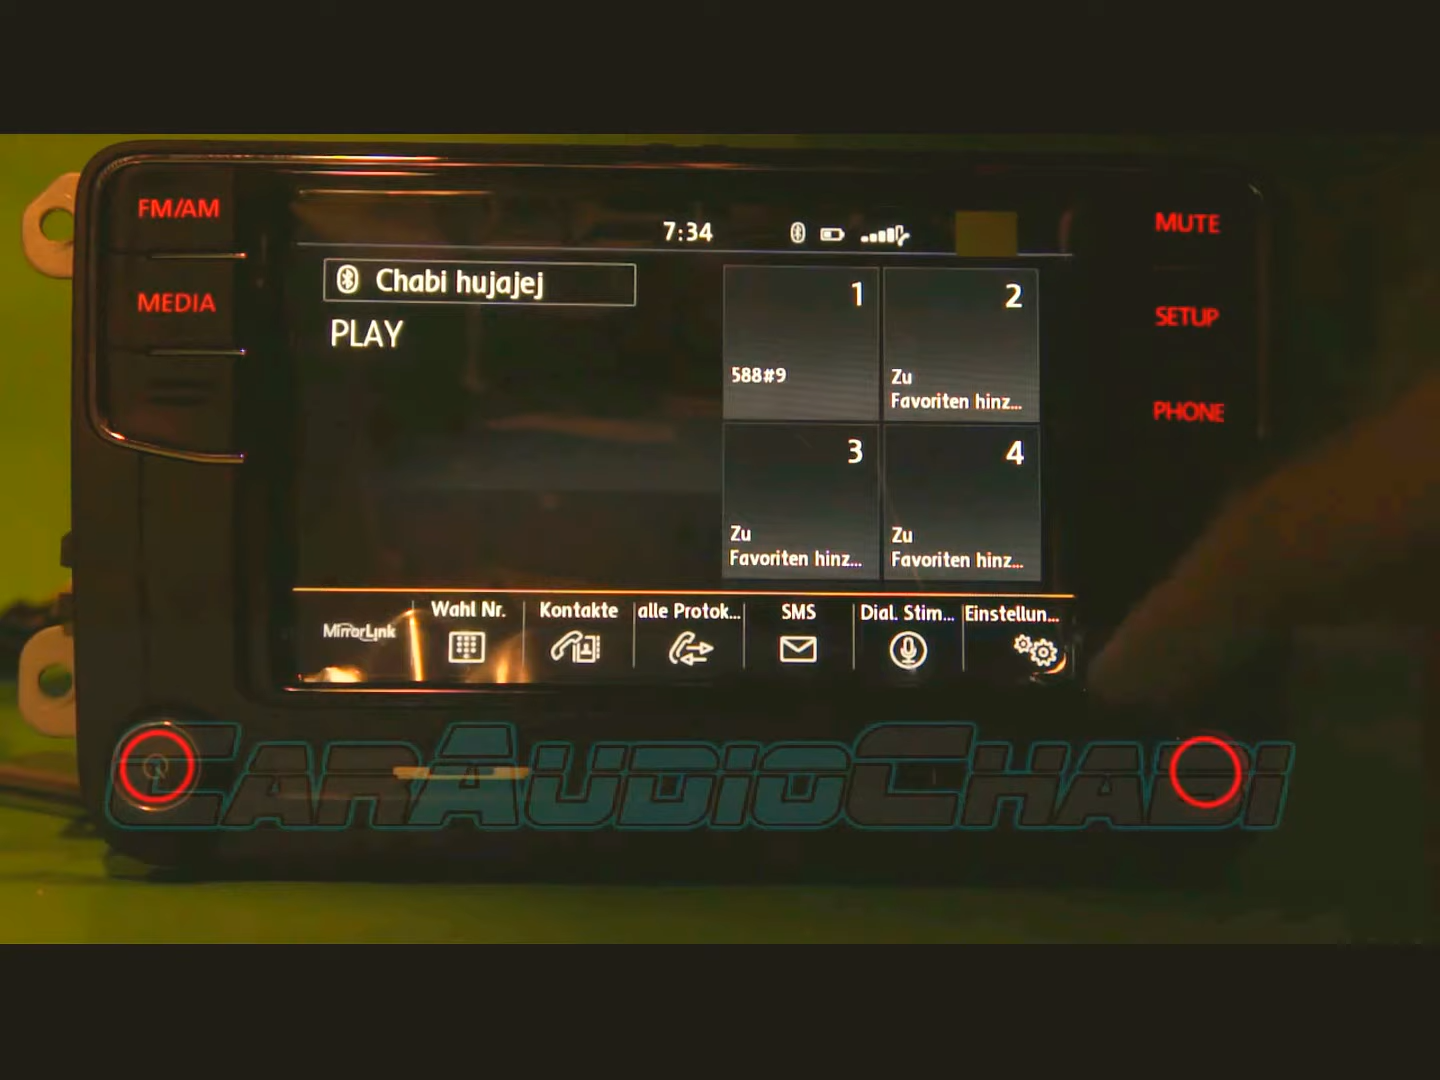 FM/AM
MEDIA
7:34
Chabi hujajej
PLAY
1
588#9
2
Zu
Favoriten hinz...
3
Zu
Favoriten hinz...
4
Zu
Favoriten hinz...
MirrorLink
Wahl Nr.
Kontakte
alle Protok...
SMS
Dial. Stim...
Einstellun...
MUTE
SETUP
PHONE
CarAudioChabi